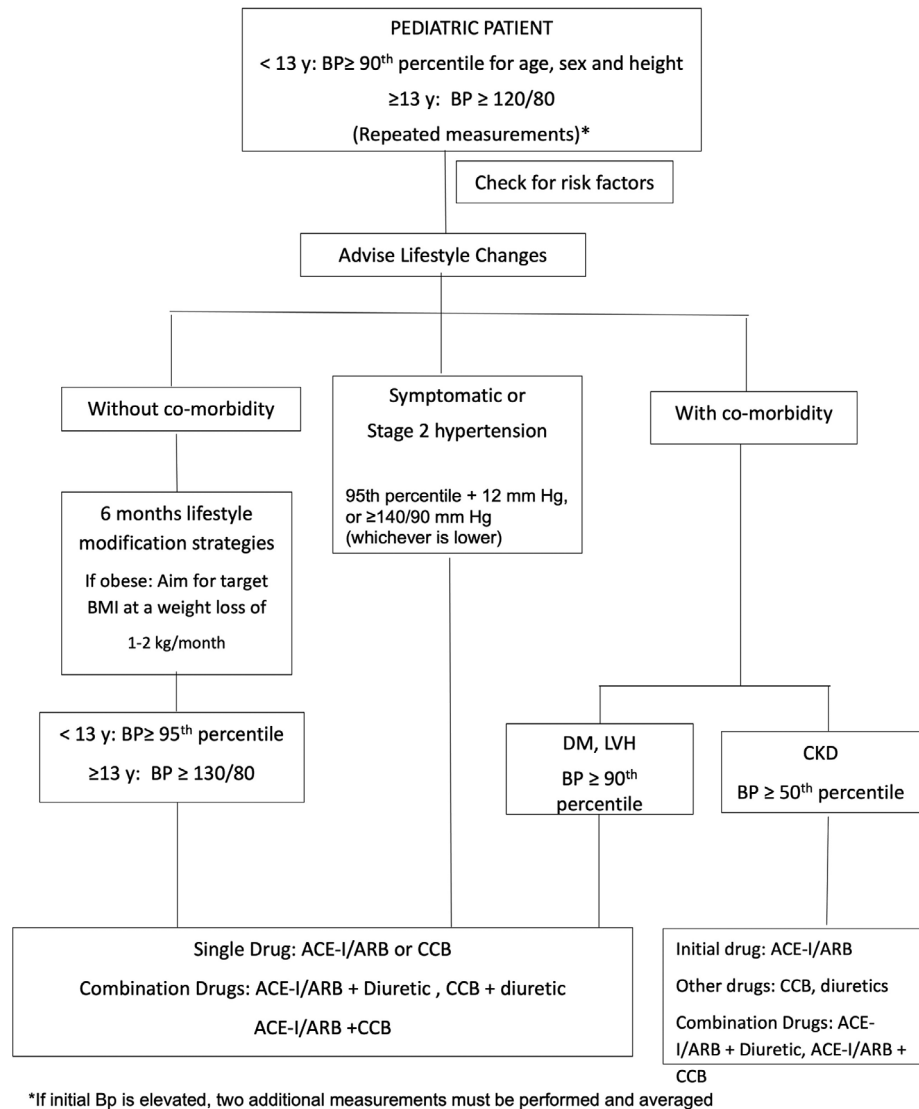 PEDIATRIC PATIENT
< 13 y: BP≥ 90th percentile for age, sex and height
≥13 y: BP ≥ 120/80
(Repeated measurements)*
Check for risk factors
Advise Lifestyle Changes
Without co-morbidity
6 months lifestyle
modification strategies
If obese: Aim for target
BMI at a weight loss of
1-2 kg/month
< 13 y: BP≥ 95th percentile
≥13 y: BP ≥ 130/80
Symptomatic or
Stage 2 hypertension
95th percentile + 12 mm Hg,
or ≥140/90 mm Hg
(whichever is lower)
With co-morbidity
DM, LVH
BP ≥ 90th
percentile
CKD
BP ≥ 50th percentile
Single Drug: ACE-I/ARB or CCB
Combination Drugs: ACE-I/ARB + Diuretic , CCB + diuretic
ACE-I/ARB +CCB
Initial drug: ACE-I/ARB
Other drugs: CCB, diuretics
Combination Drugs: ACE-
I/ARB + Diuretic, ACE-I/ARB +
CCB
*If initial Bp is elevated, two additional measurements must be performed and averaged